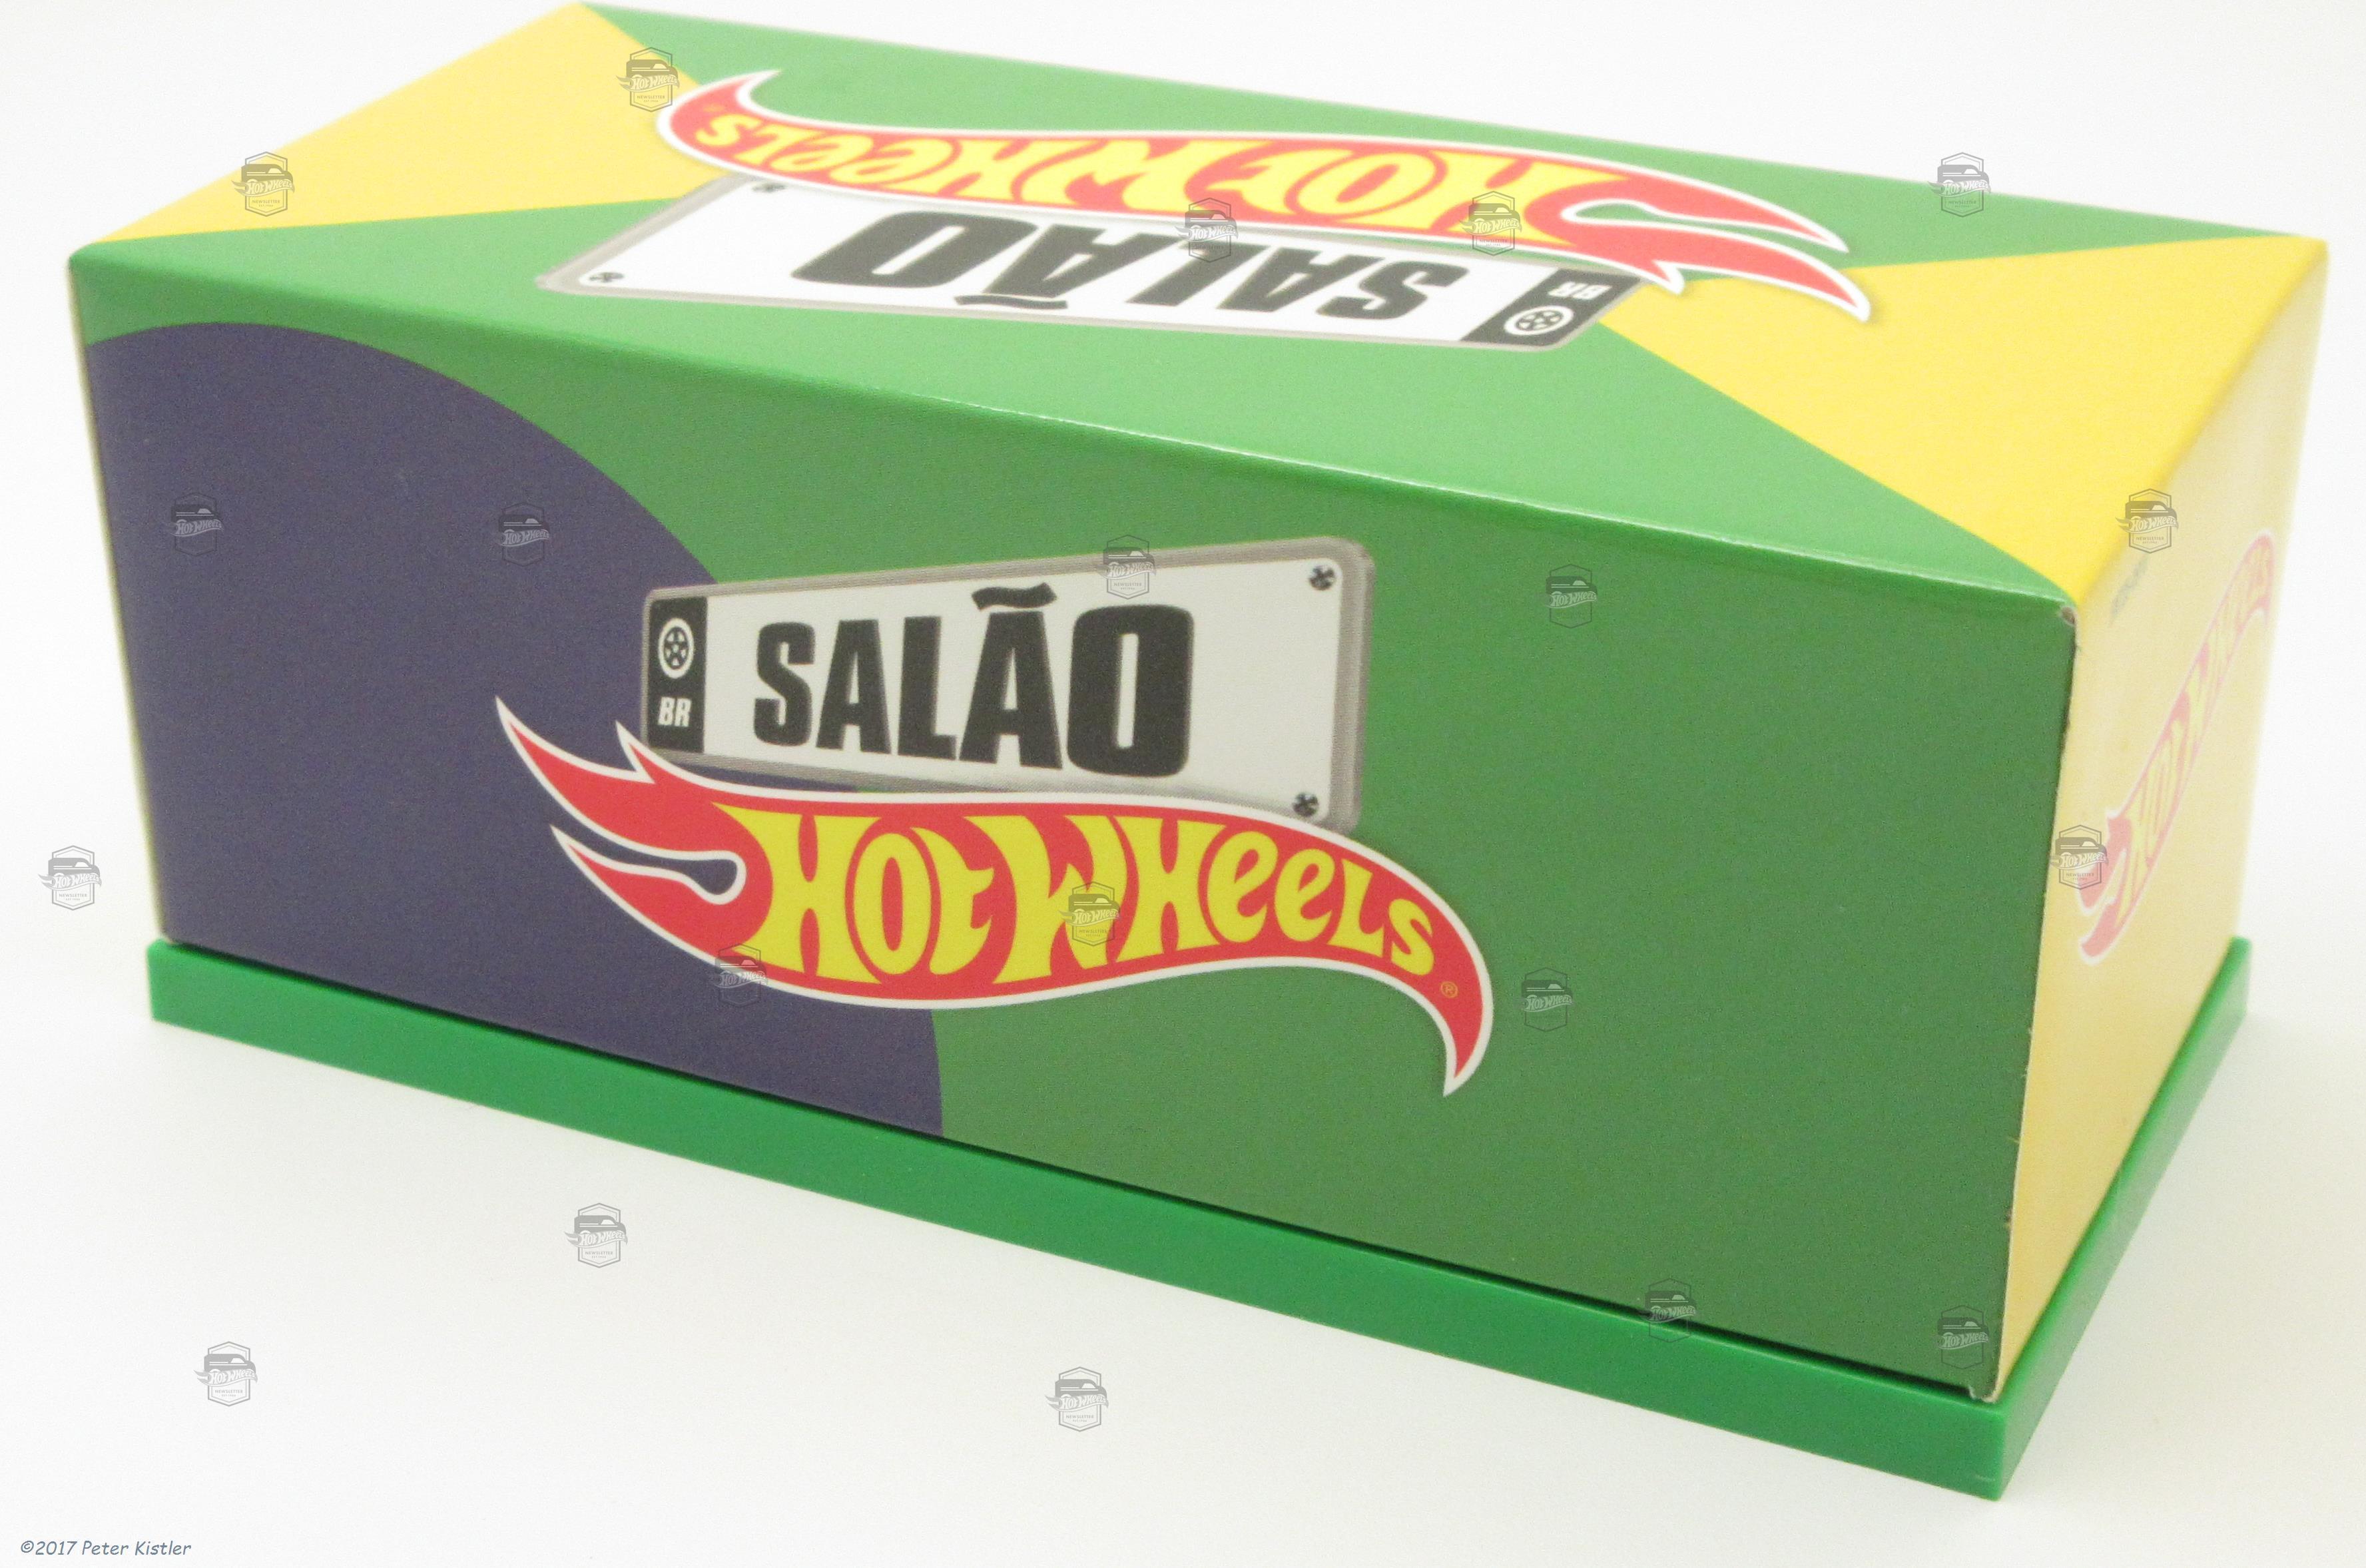 HOT WHEELS
SALÃO
BR
SALÃO
BR
HOT WHEELS
®
HOT WHEELS
©2017 Peter Kistler